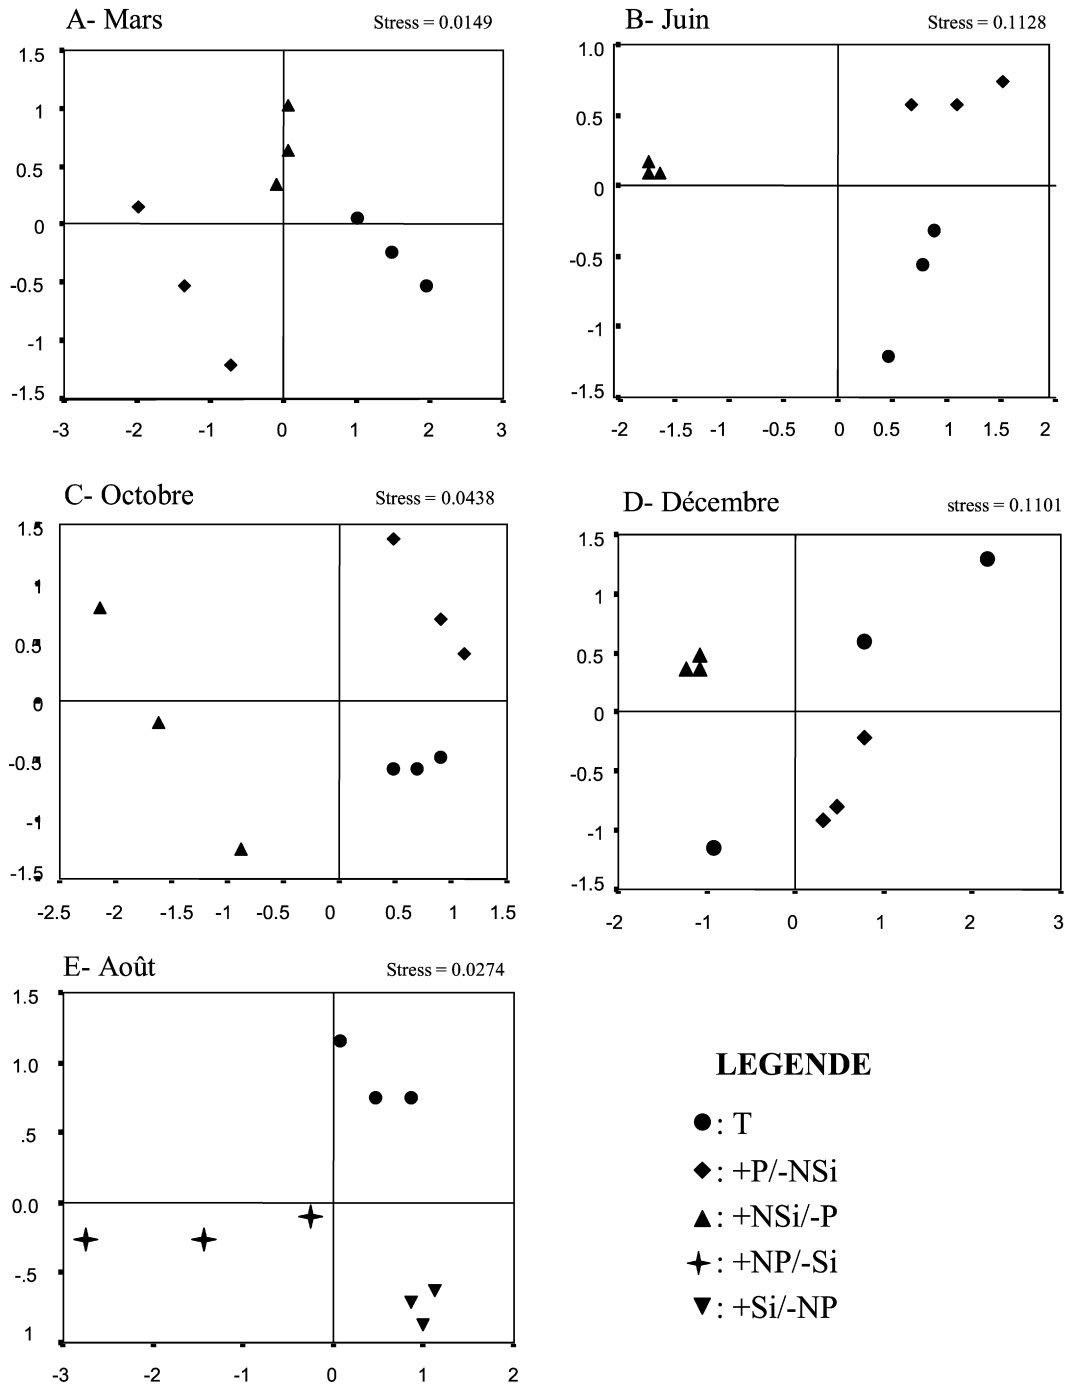 A- Mars
Stress = 0.0149
1.5
1
0.5
0
-0.5
-1
-1.5
-3 -2 -1 0 1 2 3
B- Juin
Stress = 0.1128
1.0
0.5
0
-0.5
-1
-1.5
-2 -1.5 -1 -1 0 0.5 1 1.5 2
C- Octobre
Stress = 0.0438
1.5
1
0.5
0
-0.5
-1
-1.5
-2.5 -2 -1.5 -1 -0.5 0 0.5 1 1.5
D- Décembre
stress = 0.1101
1.5
1
0.5
0
-0.5
-1
-1.5
-2 -1 0 1 2 3
E- Août
Stress = 0.0274
1.5
1.0
.5
0.0
-.5
1
-3 -2 -1 0 1 2
LEGENDE
: T
: +P/-NSi
: +NSi/-P
: +NP/-Si
: +Si/-NP